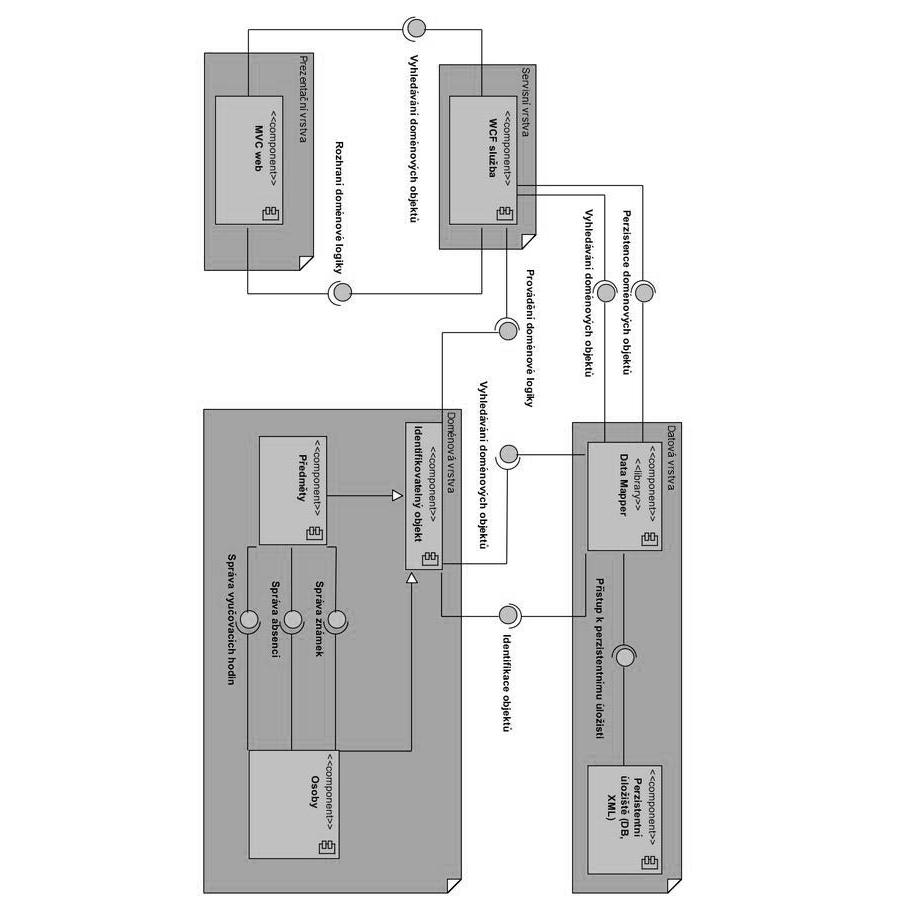 Datová vrstva
<<component>>
<<library>>
Data Mapper
<<component>>
Perzistentní
úložiště (DB,
XML)
Perzistence doménových objektů
Vyhledávání doménových objektů
Přístup k perzistentnímu úložišti
Servisní vrstva
<<component>>
WCF služba
Provádění doménové logiky
Vyhledávání doménových objektů
Identifikace objektů
Doménová vrstva
<<component>>
Identifikovatelný objekt
Vyhledávání doménových objektů
Rozhraní doménové logiky
Prezentační vrstva
<<component>>
MVC web
<<component>>
Předměty
Správa známek
Správa absencí
Správa vyučovacích hodin
<<component>>
Osoby